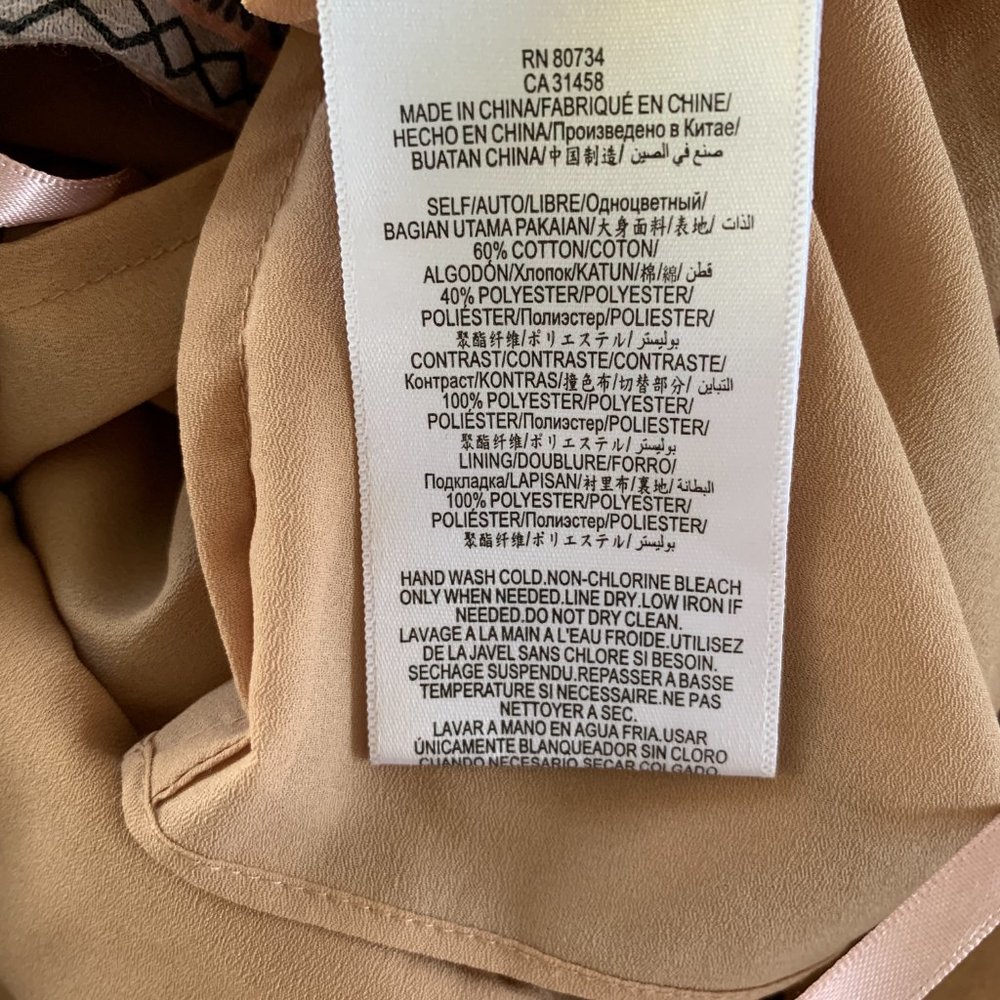 RN 80734
CA 31458
MADE IN CHINA/FABRIQUÉ EN CHINE/
HECHO EN CHINA/Произведено в Китае/
BUATAN CHINA/中国制造/ صنع في الصين
SELF/AUTO/LIBRE/Одноцветный/
BAGIAN UTAMA PAKAIAN/大身面料/表地/ الذات
60% COTTON/COTON/
ALGODÓN/Хлопок/KATUN/棉/綿/ قطن
40% POLYESTER/POLYESTER/
POLIÉSTER/Полиэстер/POLIESTER/
聚酯纤维/ポリエステル/ بوليستر
CONTRAST/CONTRASTE/CONTRASTE/
Контраст/KONTRAS/撞色布/切替部分/ التباين
100% POLYESTER/POLYESTER/
POLIÉSTER/Полиэстер/POLIESTER/
聚酯纤维/ポリエステル/ بوليستر
LINING/DOUBLURE/FORRO/
Подкладка/LAPISAN/衬里布/裏地/ البطانة
100% POLYESTER/POLYESTER/
POLIÉSTER/Полиэстер/POLIESTER/
聚酯纤维/ポリエステル/ بوليستر
HAND WASH COLD.NON-CHLORINE BLEACH
ONLY WHEN NEEDED.LINE DRY.LOW IRON IF
NEEDED.DO NOT DRY CLEAN.
LAVAGE A LA MAIN A L'EAU FROIDE.UTILISEZ
DE LA JAVEL SANS CHLORE SI BESOIN.
SECHAGE SUSPENDU.REPASSER A BASSE
TEMPERATURE SI NECESSAIRE.NE PAS
NETTOYER A SEC.
LAVAR A MANO EN AGUA FRIA.USAR
ÚNICAMENTE BLANQUEADOR SIN CLORO
CUANDO NECESARIO SECAR COLGADO